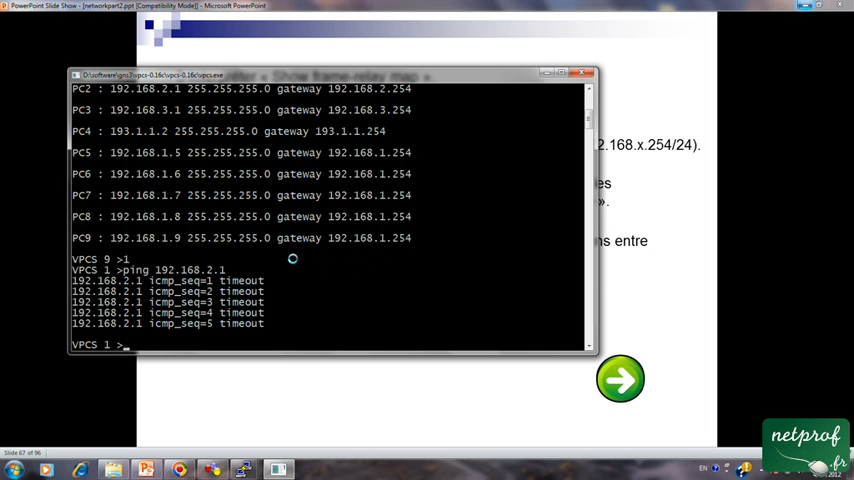 PowerPoint Slide Show - [networkpart2.ppt [Compatibility Mode]] - Microsoft PowerPoint
« Show frame-relay map ».
D:\software\gns3\vpcs-0.16c\vpcs-0.16c\vpcs.exe
PC2 : 192.168.2.1 255.255.255.0 gateway 192.168.2.254
PC3 : 192.168.3.1 255.255.255.0 gateway 192.168.3.254
PC4 : 193.1.1.2 255.255.255.0 gateway 193.1.1.254
2.168.x.254/24).
PC5 : 192.168.1.5 255.255.255.0 gateway 192.168.1.254
PC6 : 192.168.1.6 255.255.255.0 gateway 192.168.1.254
es
PC7 : 192.168.1.7 255.255.255.0 gateway 192.168.1.254
».
PC8 : 192.168.1.8 255.255.255.0 gateway 192.168.1.254
PC9 : 192.168.1.9 255.255.255.0 gateway 192.168.1.254
ns entre
VPCS 9 >1
VPCS 1 >ping 192.168.2.1
192.168.2.1 icmp_seq=1 timeout
192.168.2.1 icmp_seq=2 timeout
192.168.2.1 icmp_seq=3 timeout
192.168.2.1 icmp_seq=4 timeout
192.168.2.1 icmp_seq=5 timeout
VPCS 1 >_
netprof
.fr
Slide 67 of 96
EN
2012